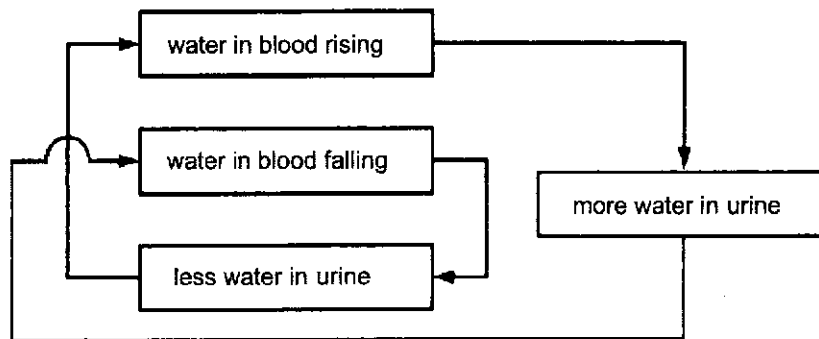 water in blood rising
water in blood falling
more water in urine
less water in urine